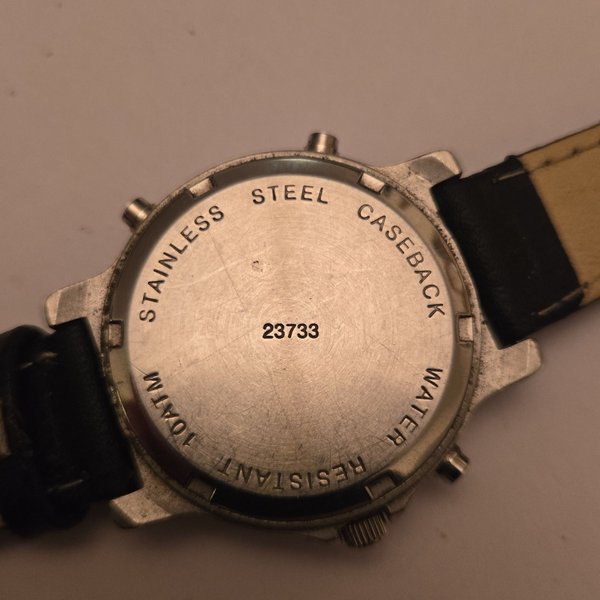 STAINLESS STEEL CASEBACK
23733
WATER RESISTANT 10ATM